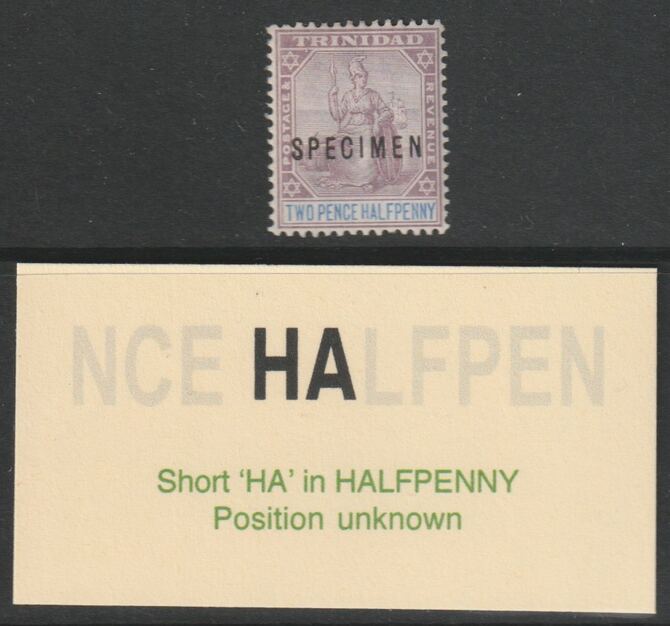 TRINIDAD
POSTAGE &
REVENUE
SPECIMEN
TWO PENCE HALFPENNY
NCE HALFPEN
Short ‘HA’ in HALFPENNY
Position unknown